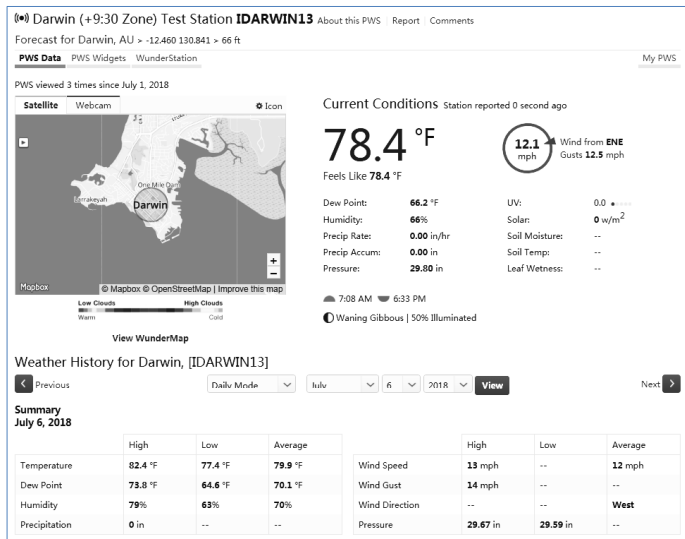 Darwin (+9:30 Zone) Test Station IDARWIN13 About this PWS | Report | Comments
Forecast for Darwin, AU > -12.460 130.841 > 66 ft
PWS Data PWS Widgets WunderStation My PWS
PWS viewed 3 times since July 1, 2018
Satellite Webcam Icon
One Mile Dam
Larrakeyah
Darwin
+
−
Mapbox © Mapbox © OpenStreetMap | Improve this map
Low Clouds High Clouds
Warm Cold
View WunderMap
Current Conditions Station reported 0 second ago
78.4 °F
Feels Like 78.4 °F
12.1 mph
Wind from ENE
Gusts 12.5 mph
Dew Point: 66.2 °F UV: 0.0
Humidity: 66% Solar: 0 w/m2
Precip Rate: 0.00 in/hr Soil Moisture: --
Precip Accum: 0.00 in Soil Temp: --
Pressure: 29.80 in Leaf Wetness: --
7:08 AM 6:33 PM
Waning Gibbous | 50% Illuminated
Weather History for Darwin, [IDARWIN13]
Previous Daily Mode July 6 2018 View Next
Summary
July 6, 2018
High Low Average High Low Average
Temperature 82.4 °F 77.4 °F 79.9 °F Wind Speed 13 mph -- 12 mph
Dew Point 73.8 °F 64.6 °F 70.1 °F Wind Gust 14 mph -- --
Humidity 79% 63% 70% Wind Direction -- -- West
Precipitation 0 in -- -- Pressure 29.67 in 29.59 in --